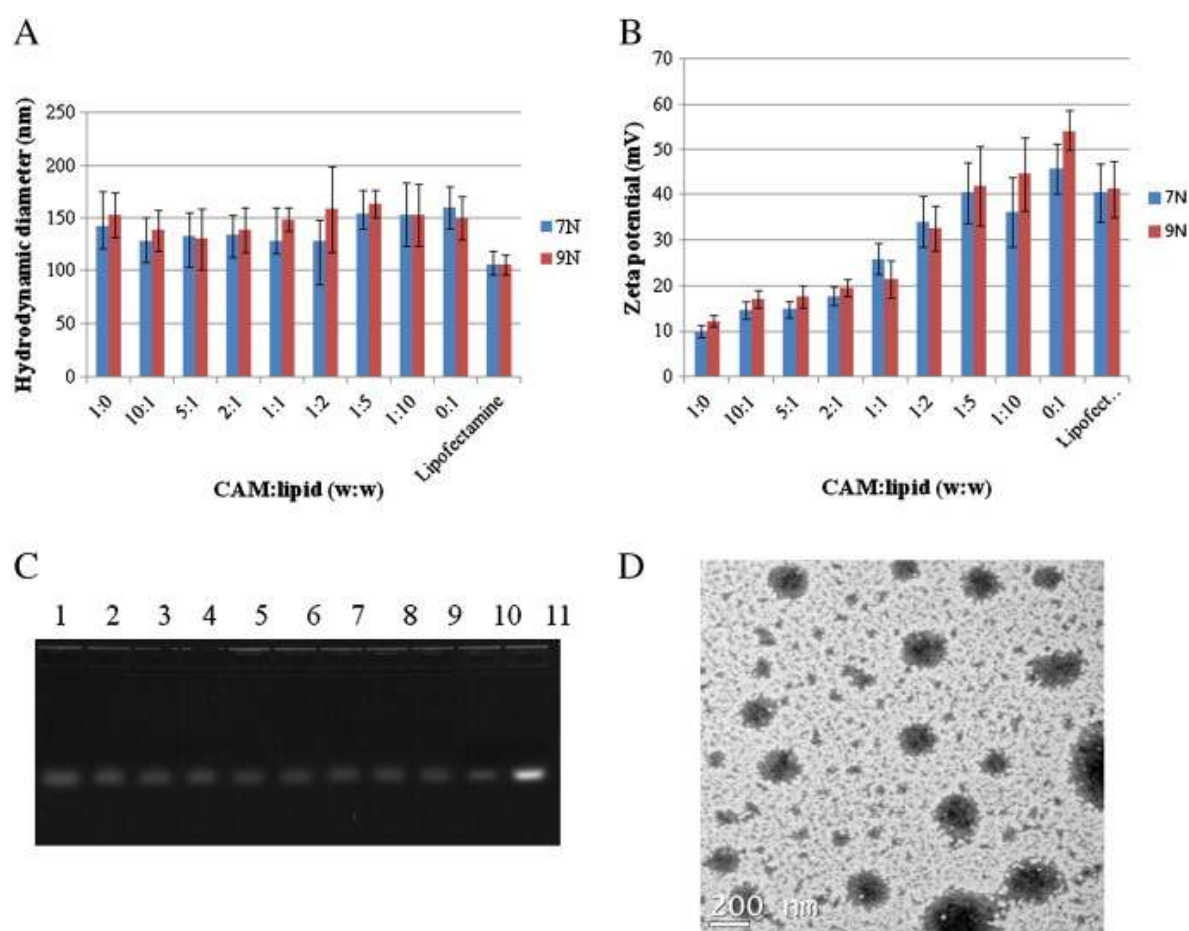 A
Hydrodynamic diameter (nm)
250
200
150
100
50
0
1:0 10:1 5:1 2:1 1:1 1:2 1:5 1:10 0:1 Lipofectamine
CAM:lipid (w:w)
7N
9N
B
Zeta potential (mV)
70
60
50
40
30
20
10
0
1:0 10:1 5:1 2:1 1:1 1:2 1:5 1:10 0:1 Lipofect...
CAM:lipid (w:w)
7N
9N
C
1 2 3 4 5 6 7 8 9 10 11
D
200 nm